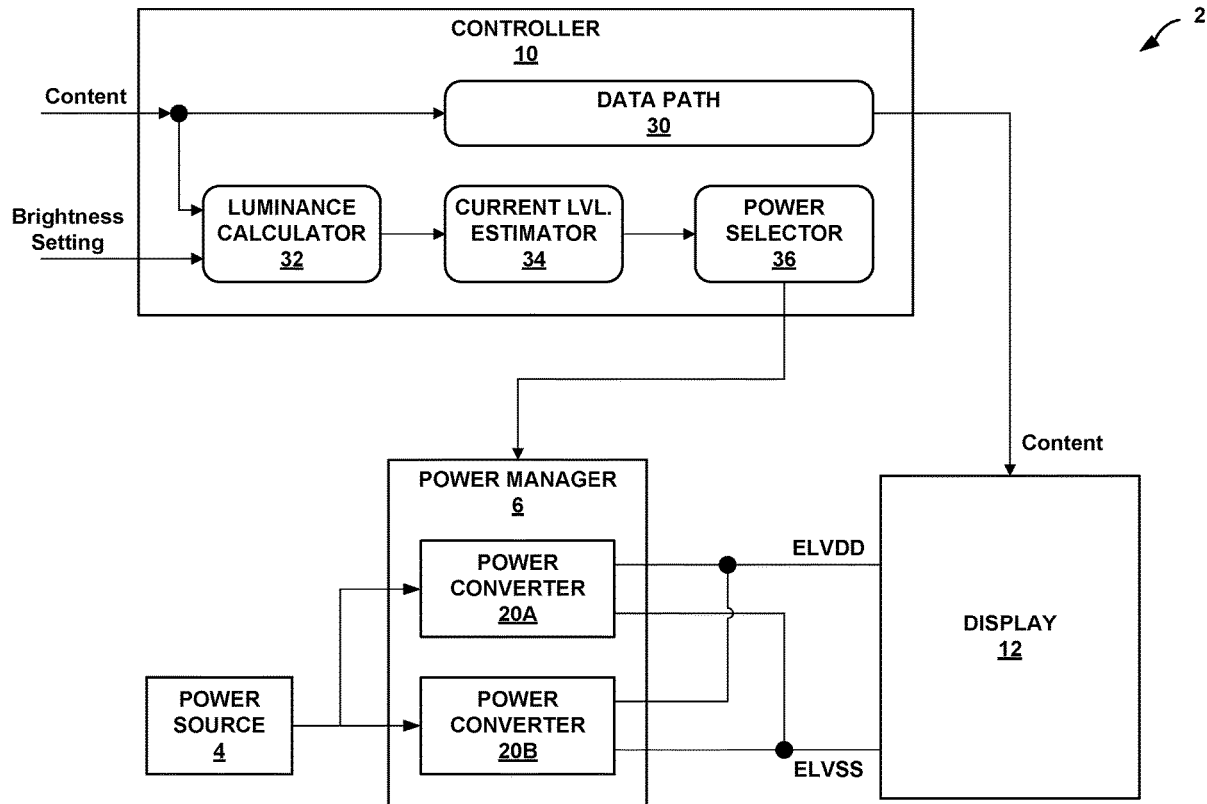 2
CONTROLLER
10
Content
DATA PATH
30
Brightness
Setting
LUMINANCE
CALCULATOR
32
CURRENT LVL.
ESTIMATOR
34
POWER
SELECTOR
36
Content
POWER MANAGER
6
POWER
CONVERTER
20A
ELVDD
DISPLAY
12
POWER
SOURCE
4
POWER
CONVERTER
20B
ELVSS